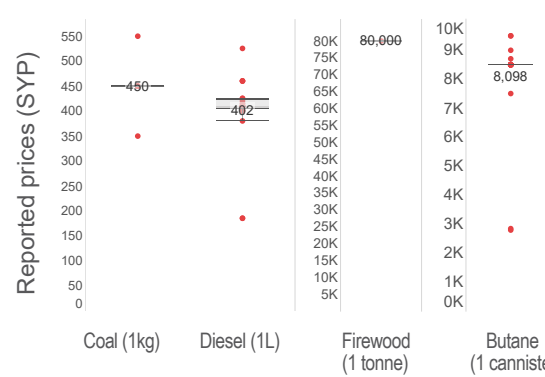 Reported prices (SYP)
550
500
450
400
350
300
250
200
150
100
50
0
450
402
80K
75K
70K
65K
60K
55K
50K
45K
40K
35K
30K
25K
20K
15K
10K
5K
80,000
10K
9K
8K
7K
6K
5K
4K
3K
2K
1K
0K
8,098
Coal (1kg)
Diesel (1L)
Firewood
(1 tonne)
Butane
(1 canniste